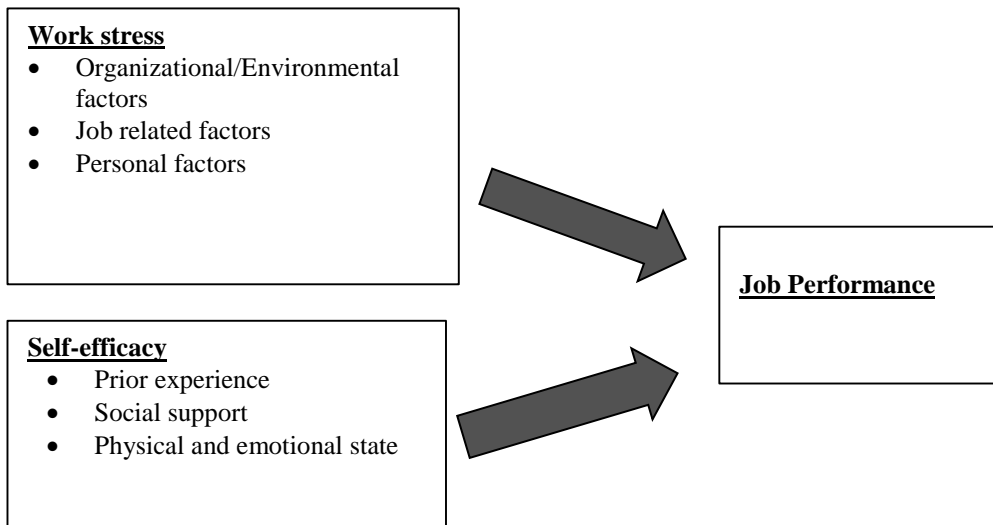 Work stress
• Organizational/Environmental
factors
• Job related factors
• Personal factors
Self-efficacy
• Prior experience
• Social support
• Physical and emotional state
Job Performance